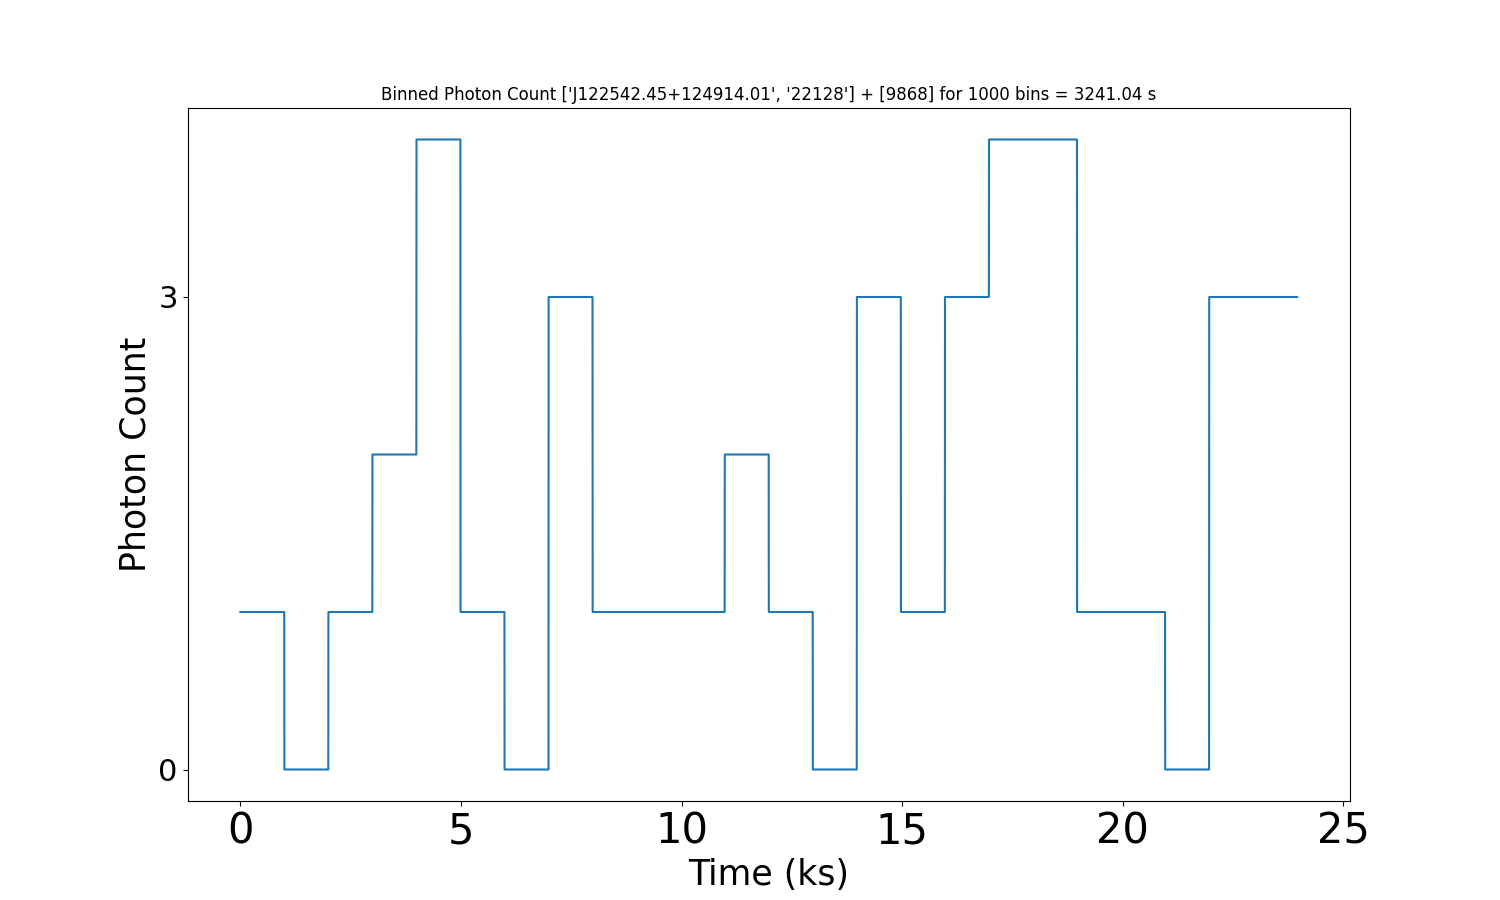 Binned Photon Count ['J122542.45+124914.01', '22128'] + [9868] for 1000 bins = 3241.04 s
Photon Count
3
0
0 5 10 15 20 25
Time (ks)